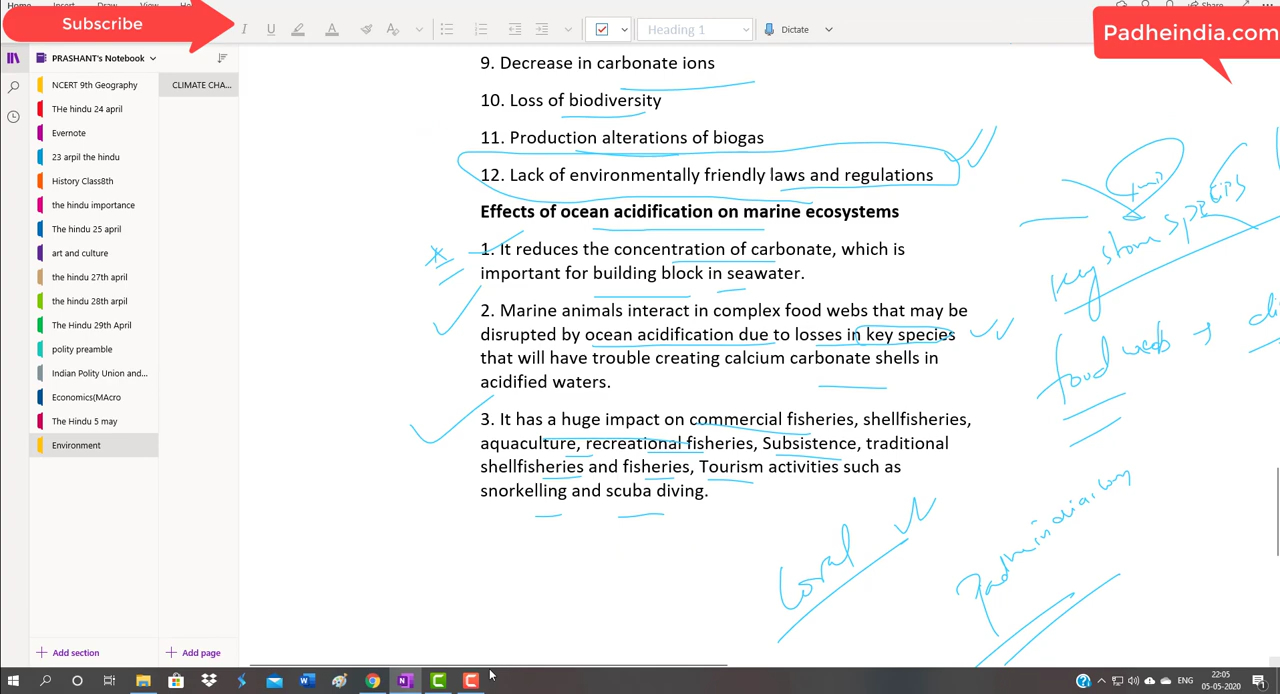 Home Insert Draw View Help Share
Subscribe
Heading 1
Dictate
Padheindia.com
PRASHANT's Notebook
NCERT 9th Geography
THe hindu 24 april
Evernote
23 arpil the hindu
History Class8th
the hindu importance
The hindu 25 april
art and culture
the hindu 27th april
the hindu 28th arpil
The Hindu 29th April
polity preamble
Indian Polity Union and...
Economics(MAcro
The Hindu 5 may
Environment
Add section
CLIMATE CHA...
Add page
9. Decrease in carbonate ions
10. Loss of biodiversity
11. Production alterations of biogas
12. Lack of environmentally friendly laws and regulations
Effects of ocean acidification on marine ecosystems
1. It reduces the concentration of carbonate, which is
important for building block in seawater.
2. Marine animals interact in complex food webs that may be
disrupted by ocean acidification due to losses in key species
that will have trouble creating calcium carbonate shells in
acidified waters.
3. It has a huge impact on commercial fisheries, shellfisheries,
aquaculture, recreational fisheries, Subsistence, traditional
shellfisheries and fisheries, Tourism activities such as
snorkelling and scuba diving.
key stone species
food web
Coral
Padheindia.com
ENG
22:05
05-05-2020